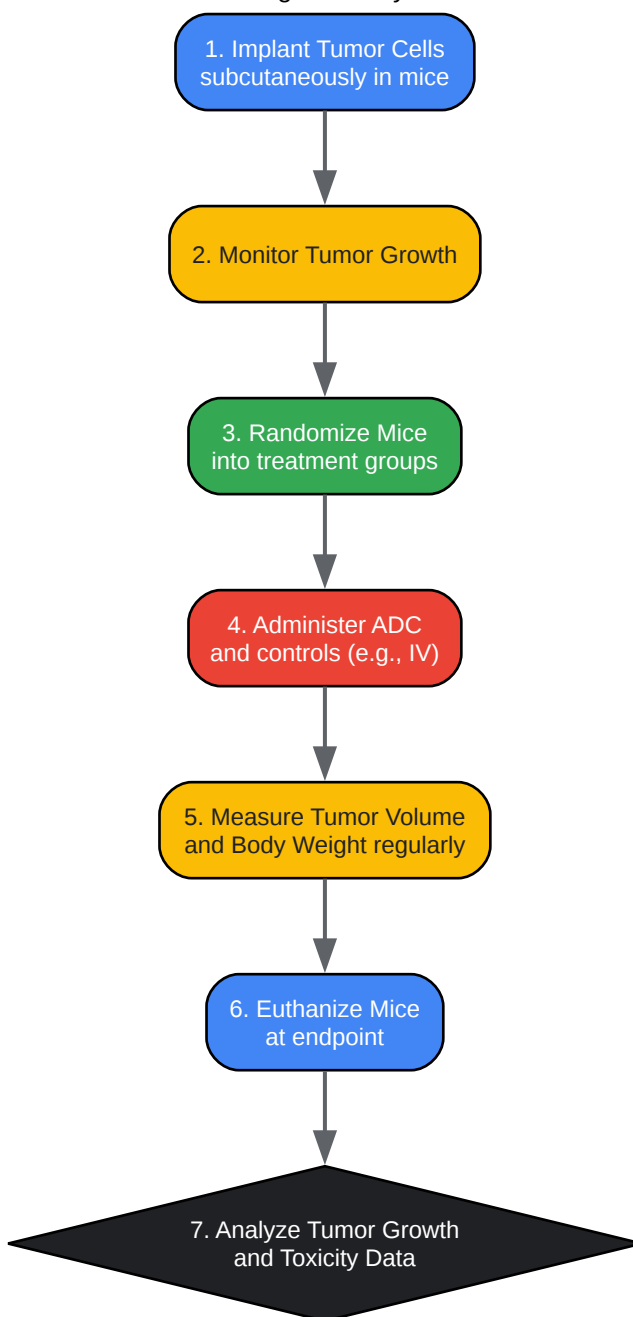 1. Implant Tumor Cells
subcutaneously in mice
2. Monitor Tumor Growth
3. Randomize Mice
into treatment groups
4. Administer ADC
and controls (e.g., IV)
5. Measure Tumor Volume
and Body Weight regularly
6. Euthanize Mice
at endpoint
7. Analyze Tumor Growth
and Toxicity Data